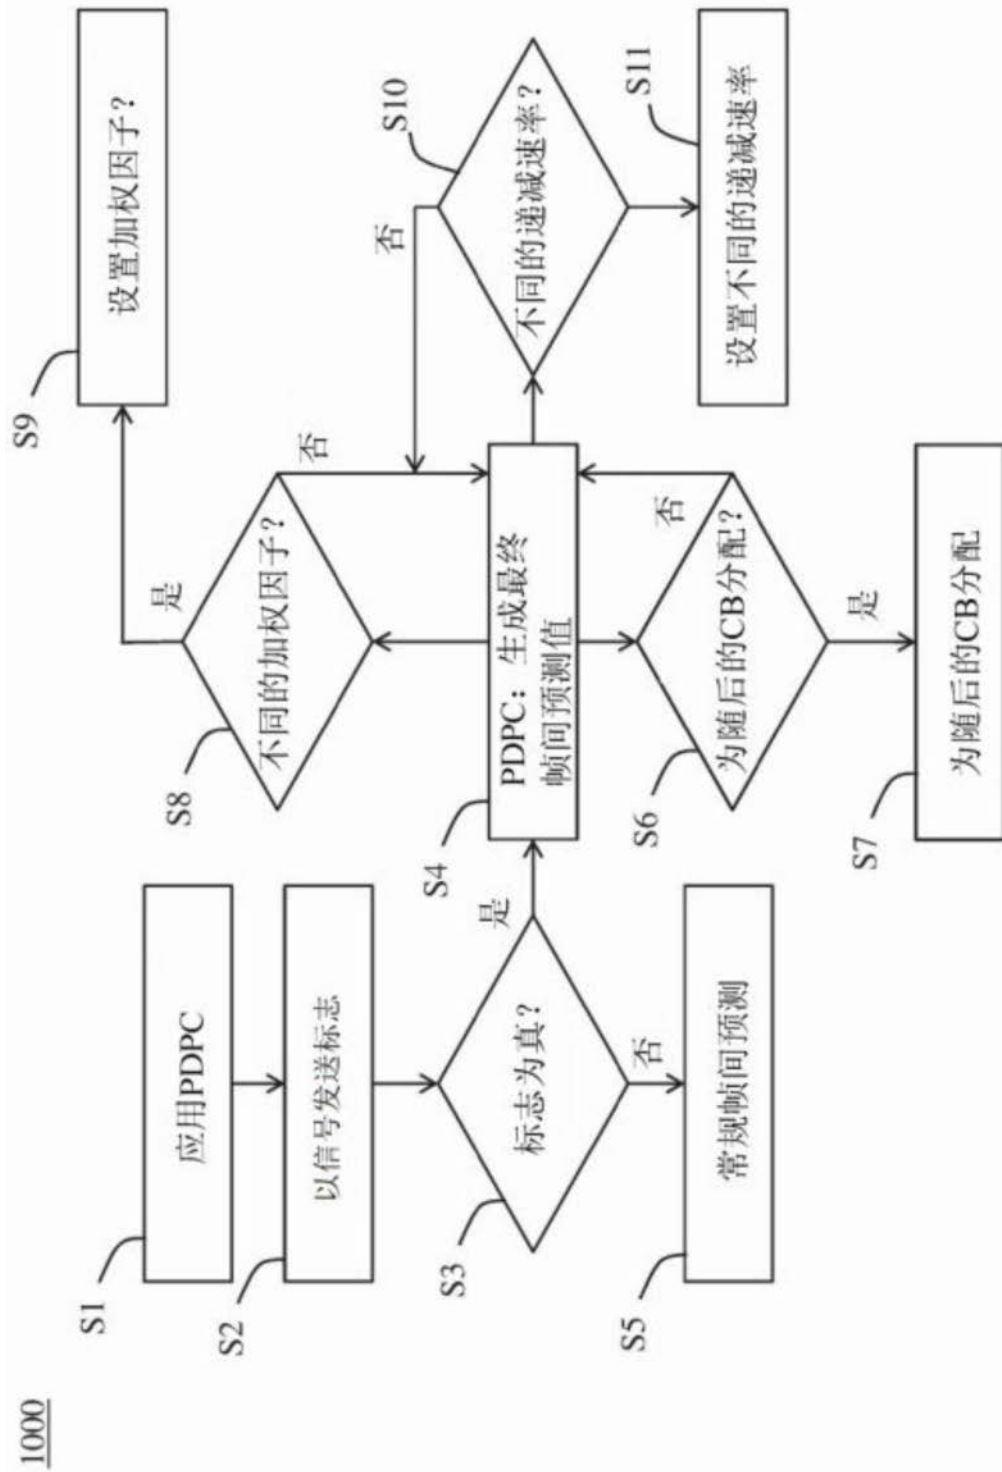 1000
S1
应用PDPC
S2
以信号发送标志
S3
标志为真?
是
否
S5
常规帧间预测
S4
PDPC: 生成最终
帧间预测值
S8
不同的加权因子?
是
否
S9
设置加权因子?
S6
为随后的CB分配?
否
是
S7
为随后的CB分配
S10
不同的递减速率?
否
S11
设置不同的递减速率